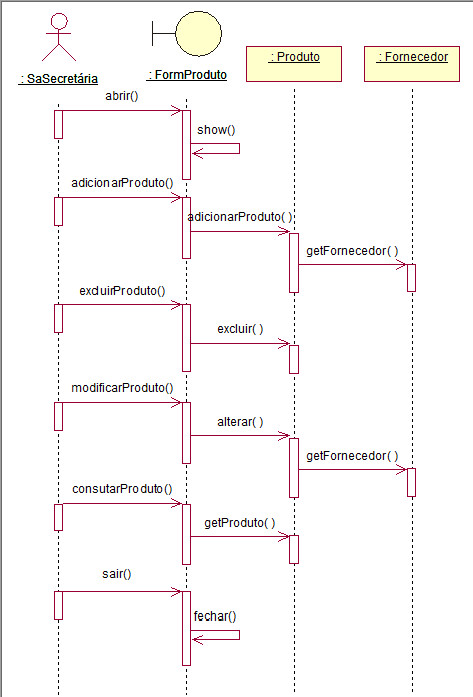 : SaSecretária
: FormProduto
: Produto
: Fornecedor
abrir()
show()
adicionarProduto()
adicionarProduto( )
getFornecedor( )
excluirProduto()
excluir( )
modificarProduto()
alterar( )
getFornecedor( )
consutarProduto()
getProduto( )
sair()
fechar()